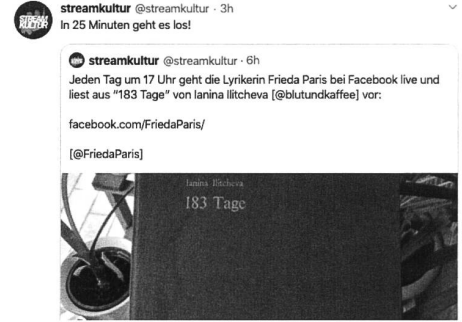 STREAM
KULTUR
streamkultur @streamkultur · 3h
In 25 Minuten geht es los!
streamkultur @streamkultur · 6h
Jeden Tag um 17 Uhr geht die Lyrikerin Frieda Paris bei Facebook live und
liest aus "183 Tage" von Ianina Ilitcheva [@blutundkaffee] vor:
facebook.com/FriedaParis/
[@FriedaParis]
Ianina Ilitcheva
183 Tage